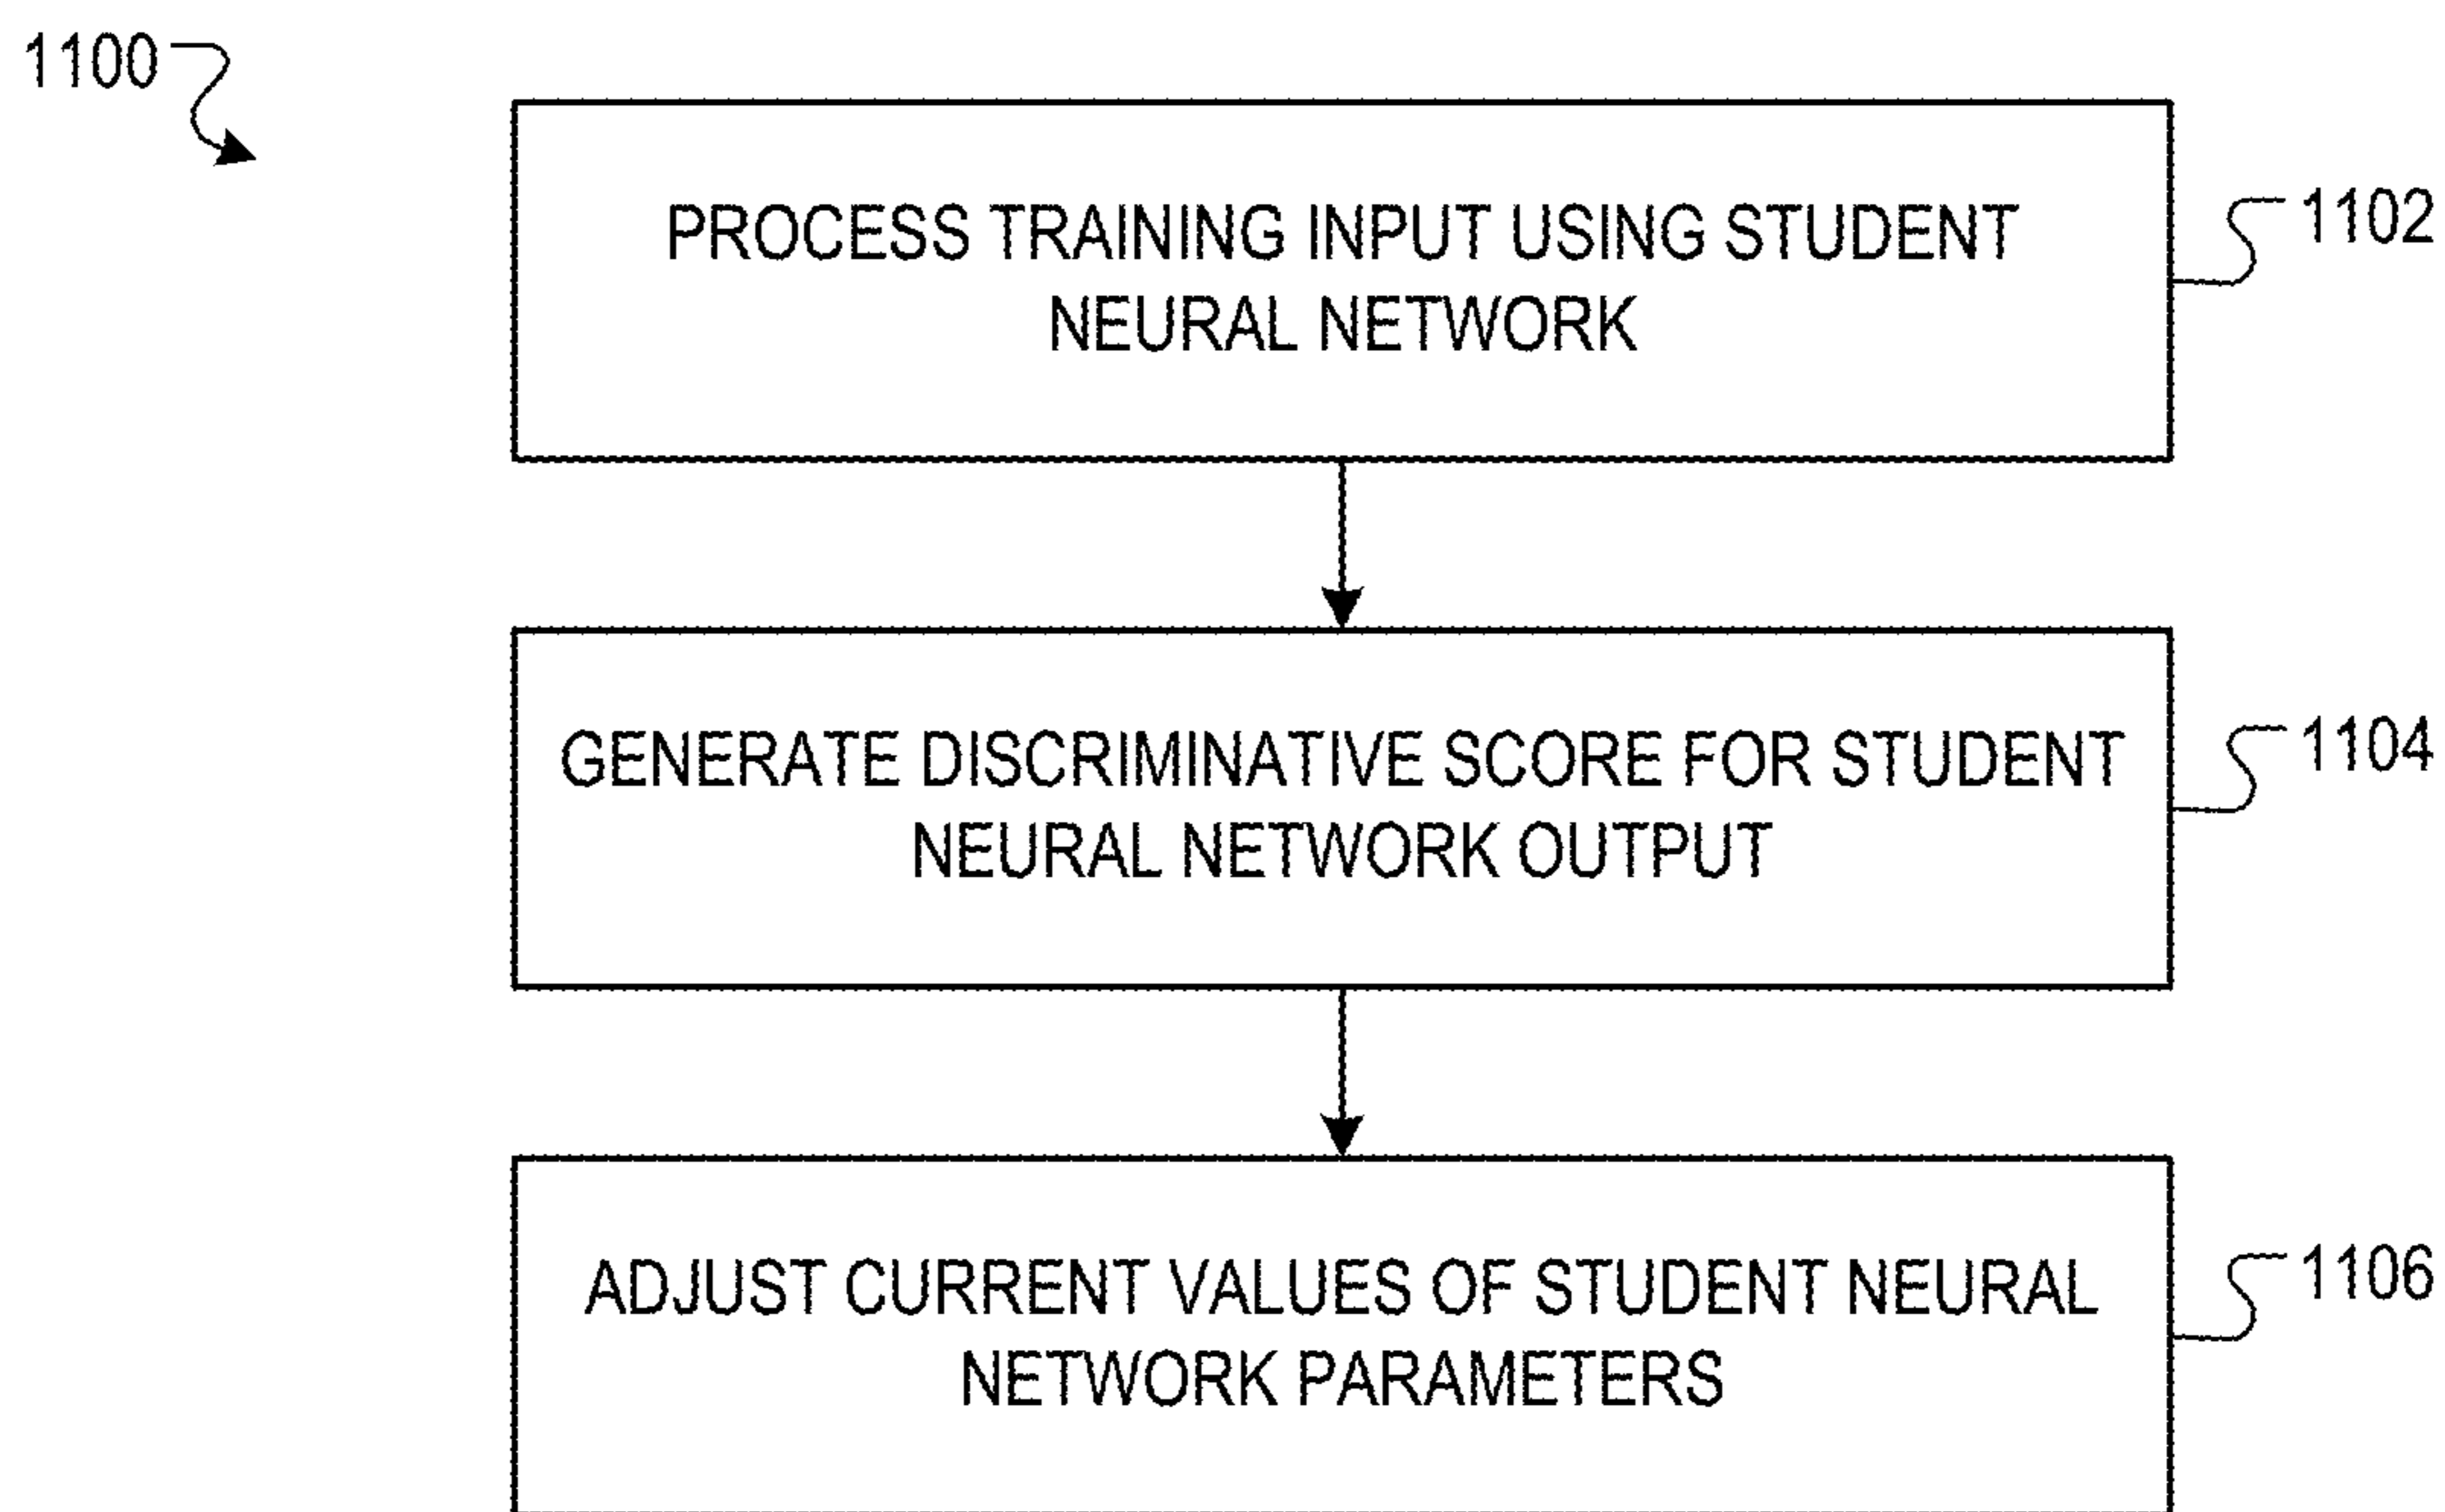 1100
PROCESS TRAINING INPUT USING STUDENT
NEURAL NETWORK
1102
GENERATE DISCRIMINATIVE SCORE FOR STUDENT
NEURAL NETWORK OUTPUT
1104
ADJUST CURRENT VALUES OF STUDENT NEURAL
NETWORK PARAMETERS
1106